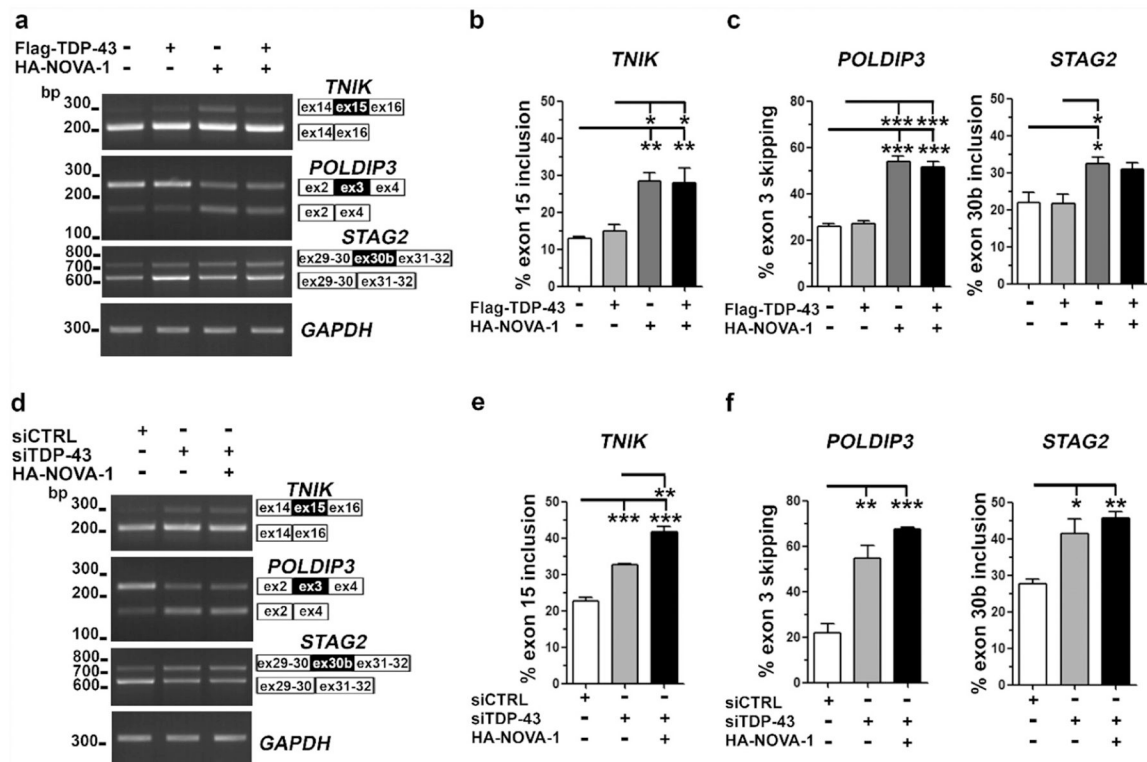 a
Flag-TDP-43 - + - +
HA-NOVA-1 - - + +
bp
TNIK
300
ex14 ex15 ex16
200
ex14 ex16
POLDIP3
200
ex2 ex3 ex4
ex2 ex4
100
STAG2
800
700
ex29-30 ex30b ex31-32
600
ex29-30 ex31-32
300
GAPDH
b
TNIK
% exon 15 inclusion
50
40
30
20
10
0
* *
** **
Flag-TDP-43 - + - +
HA-NOVA-1 - - + +
c
POLDIP3
% exon 3 skipping
80
60
40
20
0
*** ***
*** ***
Flag-TDP-43 - + - +
HA-NOVA-1 - - + +
STAG2
% exon 30b inclusion
50
40
30
20
10
0
*
*
- + - +
- - + +
d
siCTRL + - -
siTDP-43 - + +
HA-NOVA-1 - - +
bp
TNIK
300
ex14 ex15 ex16
200
ex14 ex16
POLDIP3
200
ex2 ex3 ex4
ex2 ex4
100
STAG2
800
700
ex29-30 ex30b ex31-32
600
ex29-30 ex31-32
300
GAPDH
e
TNIK
% exon 15 inclusion
50
40
30
20
10
0
**
*** ***
siCTRL + - -
siTDP-43 - + +
HA-NOVA-1 - - +
f
POLDIP3
% exon 3 skipping
80
60
40
20
0
** ***
siCTRL + - -
siTDP-43 - + +
HA-NOVA-1 - - +
STAG2
% exon 30b inclusion
50
40
30
20
10
0
* **
+ - -
- + +
- - +